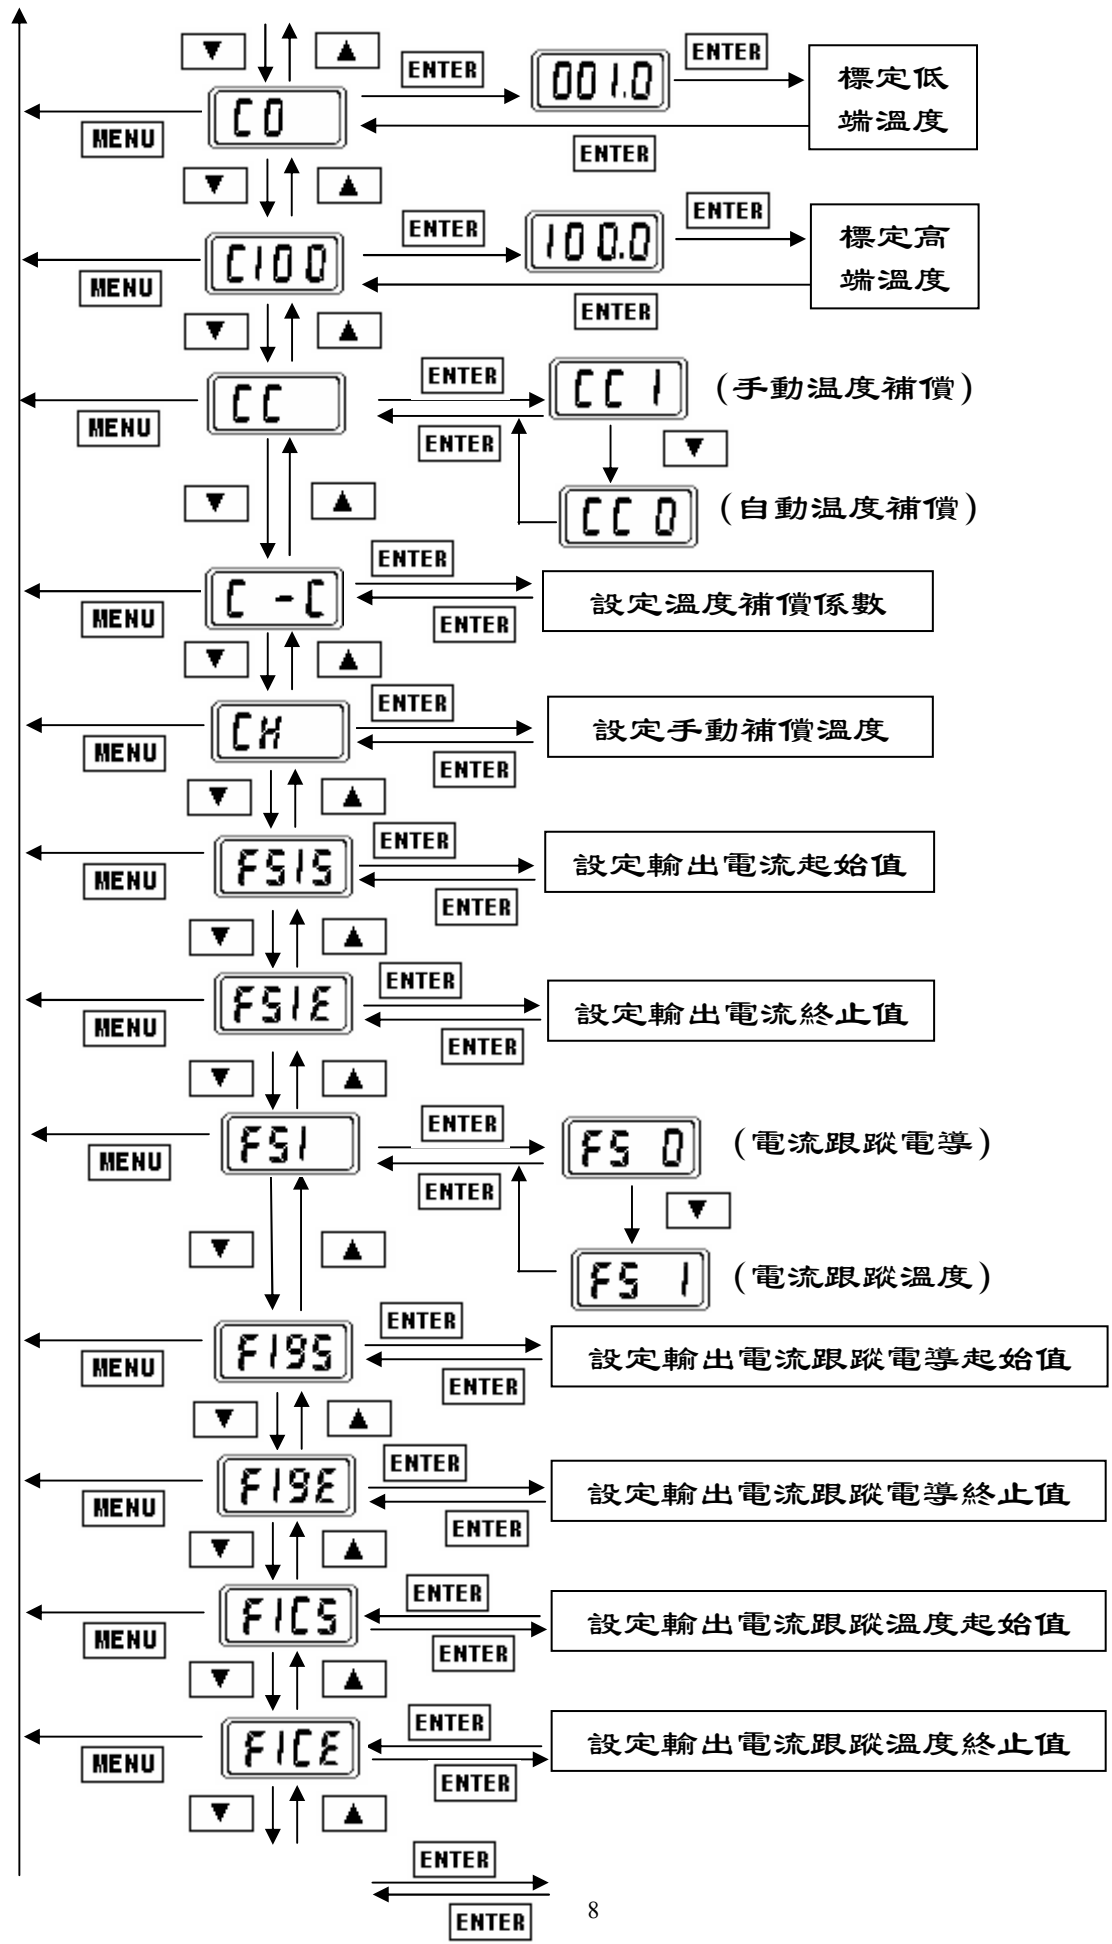 ▼ ▲ ENTER 001.0 ENTER 標定低
端溫度
C0
MENU ENTER
▼ ▲ ENTER 100.0 ENTER 標定高
端溫度
C100
MENU ENTER
▼ ▲ ENTER CC 1 (手動温度補償)
CC
MENU ENTER ▼
▼ ▲ CC 0 (自動温度補償)
ENTER
C -C 設定溫度補償係數
MENU ENTER
▼ ▲
ENTER
CH 設定手動補償溫度
MENU ENTER
▼ ▲
ENTER
FS1S 設定輸出電流起始值
MENU ENTER
▼ ▲
ENTER
FS1E 設定輸出電流終止值
MENU ENTER
▼ ▲
ENTER
FS1 FS 0 (電流跟蹤電導)
MENU ENTER ▼
▼ ▲ FS 1 (電流跟蹤溫度)
ENTER
F19S 設定輸出電流跟蹤電導起始值
MENU ENTER
▼ ▲
ENTER
F19E 設定輸出電流跟蹤電導終止值
MENU ENTER
▼ ▲
ENTER
F1CS 設定輸出電流跟蹤溫度起始值
MENU ENTER
▼ ▲
ENTER
F1CE 設定輸出電流跟蹤溫度終止值
MENU ENTER
▼ ▲
ENTER
ENTER
8